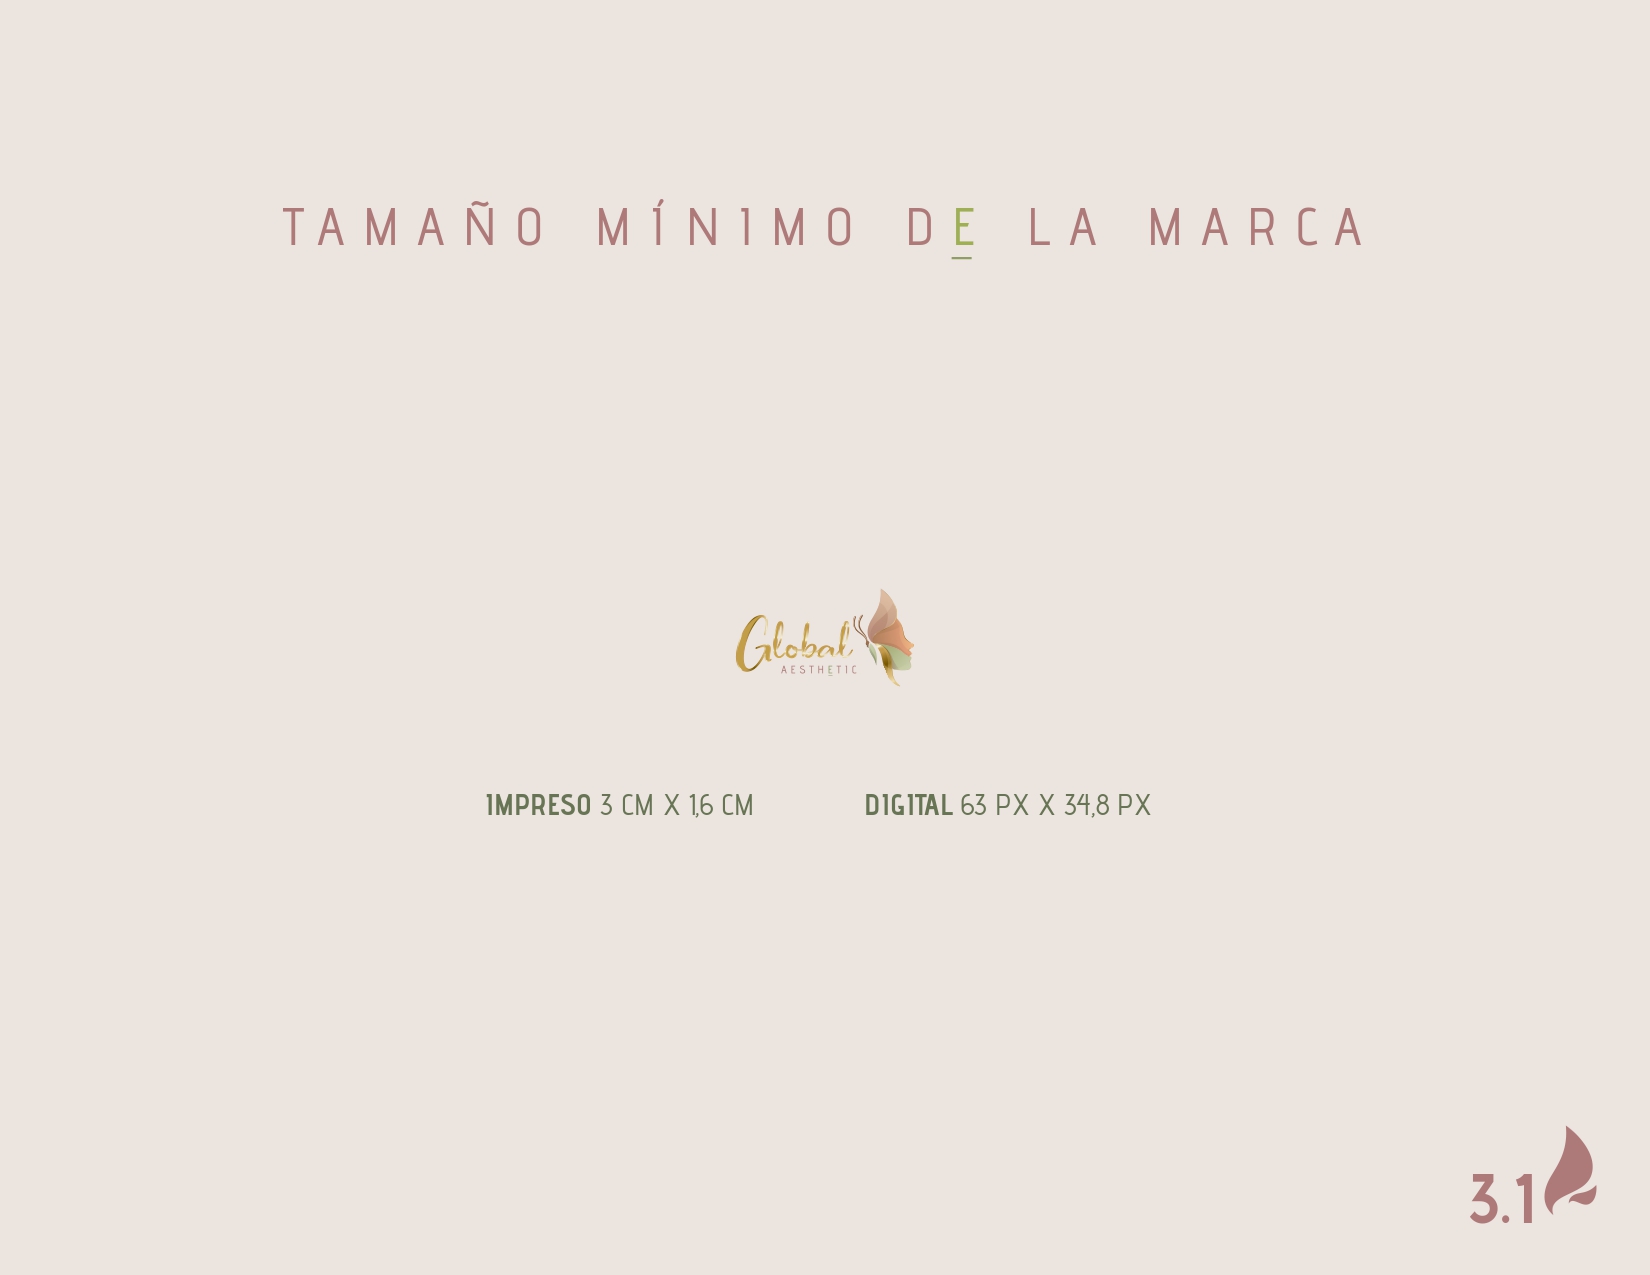 TAMAÑO MÍNIMO DE LA MARCA
Global
AESTHETIC
IMPRESO 3 CM X 1,6 CM
DIGITAL 63 PX X 34,8 PX
3.1